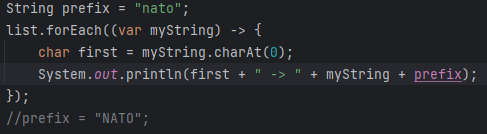 String prefix = "nato";
list.forEach((var myString) -> {
    char first = myString.charAt(0);
    System.out.println(first + " -> " + myString + prefix);
});
//prefix = "NATO";